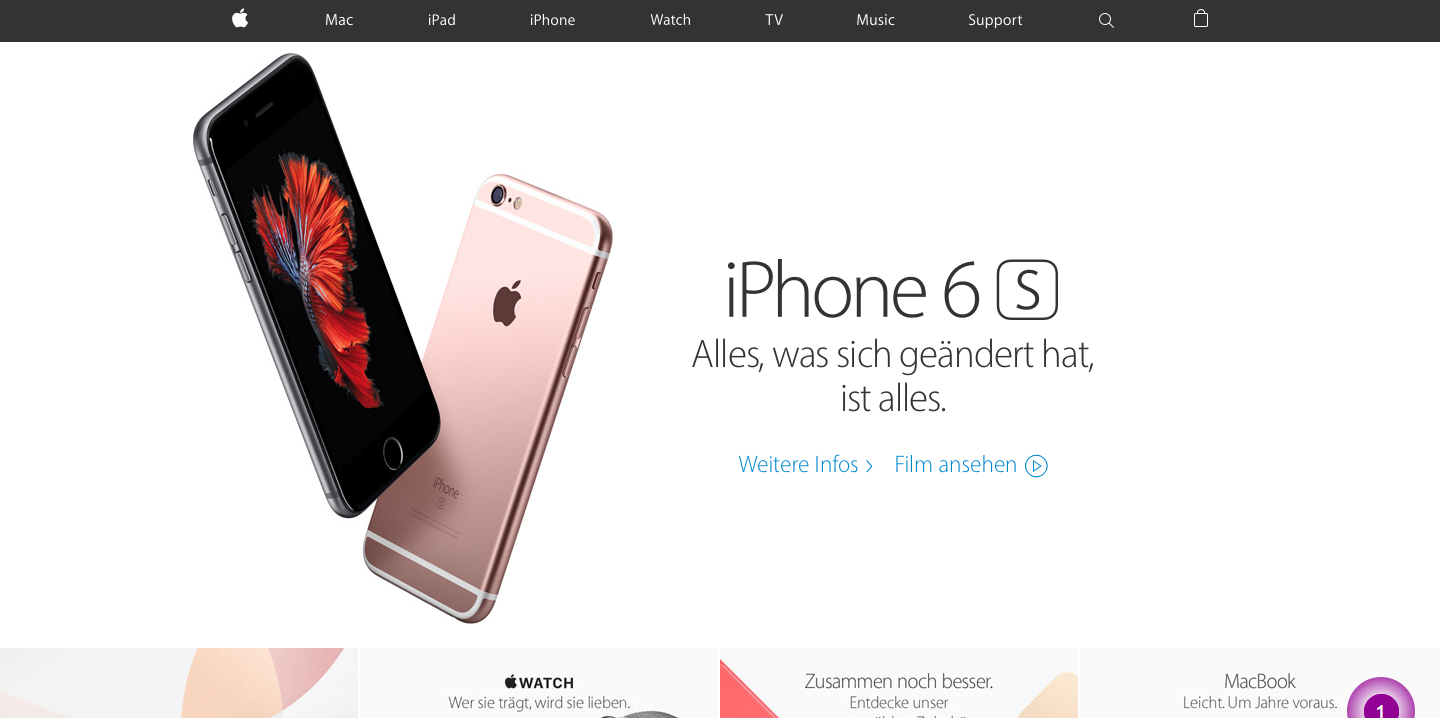 Mac
iPad
iPhone
Watch
TV
Music
Support
iPhone 6 S
Alles, was sich geändert hat,
ist alles.
Weitere Infos ›
Film ansehen
iPhone
S
WATCH
Wer sie trägt, wird sie lieben.
Zusammen noch besser.
Entdecke unser
MacBook
Leicht. Um Jahre voraus.
1